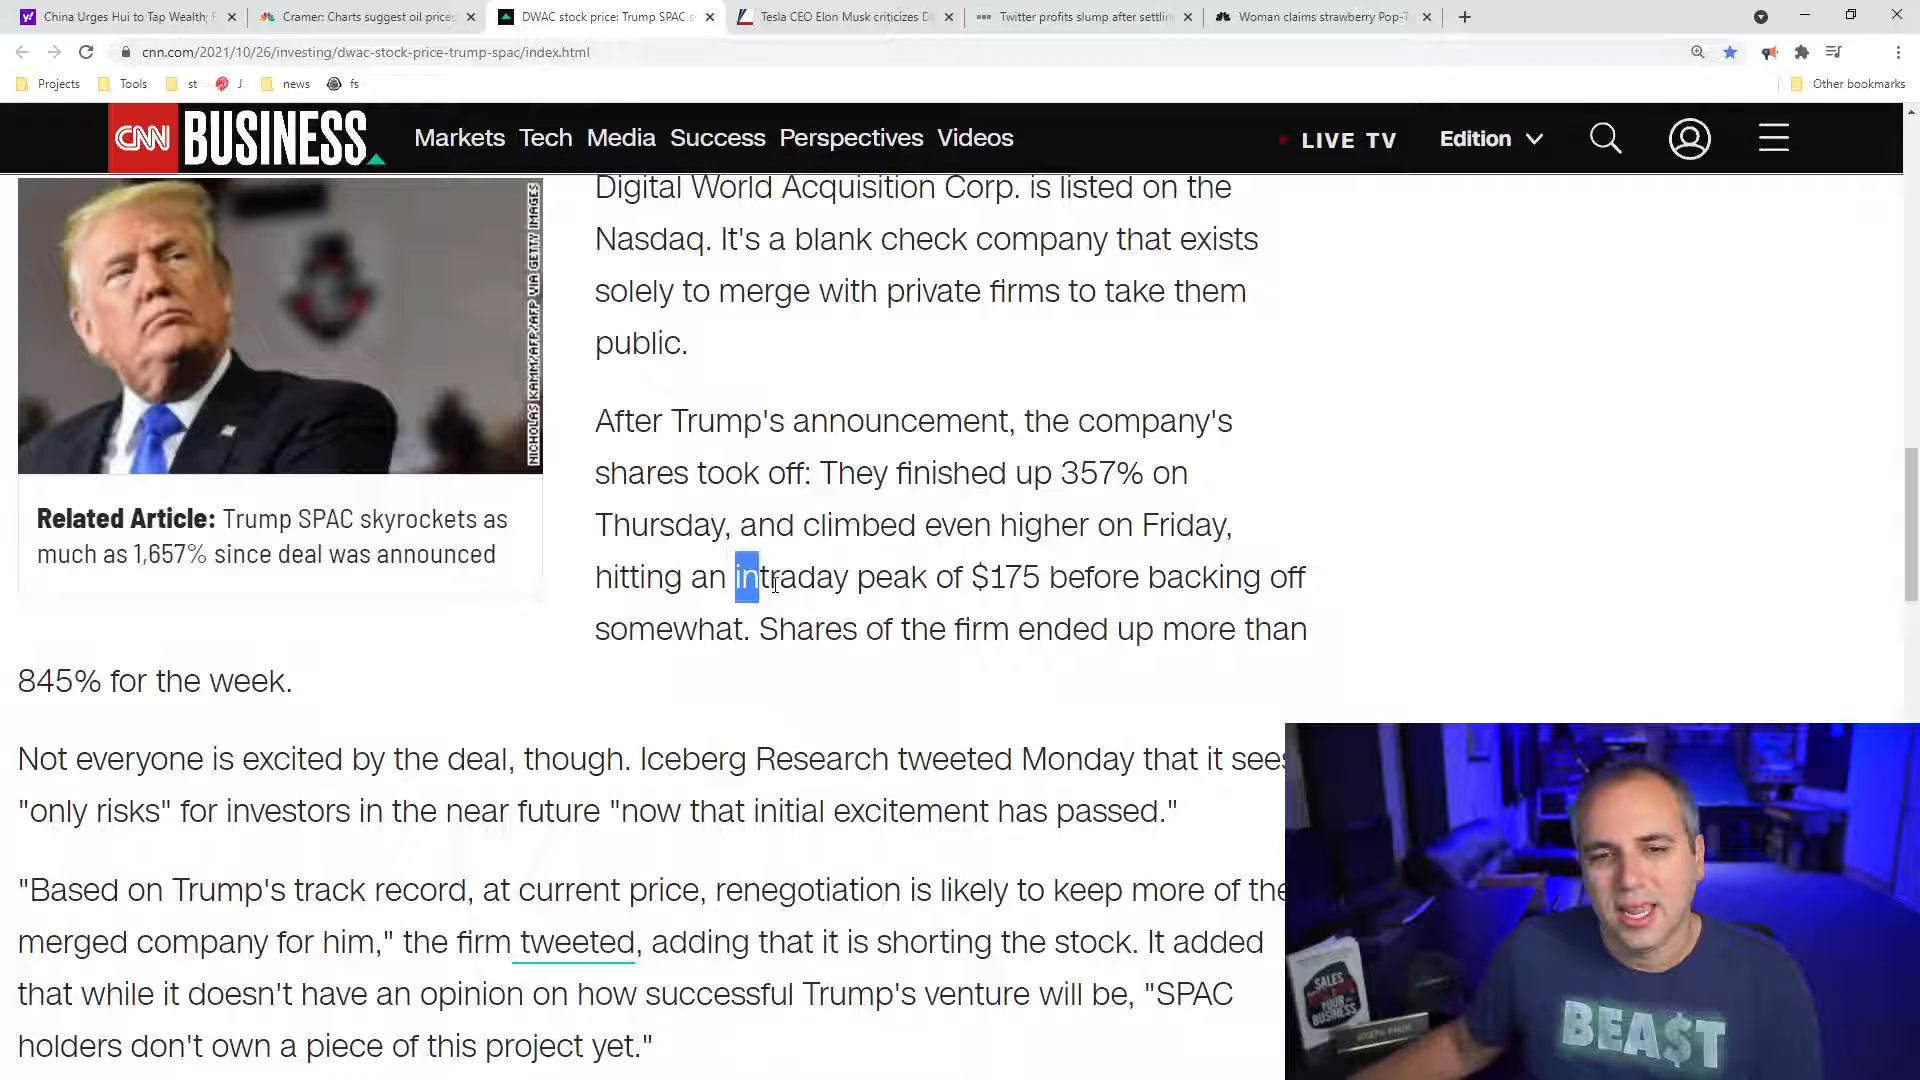 China Urges Hui to Tap Wealthy F
Cramer: Charts suggest oil prices
DWAC stock price: Trump SPAC s
Tesla CEO Elon Musk criticizes D
Twitter profits slump after settlin
Woman claims strawberry Pop-T
cnn.com/2021/10/26/investing/dwac-stock-price-trump-spac/index.html
Projects
Tools
st
J
news
fs
Other bookmarks
CNN BUSINESS
Markets Tech Media Success Perspectives Videos
LIVE TV
Edition
NICHOLAS KAMM/AFP/AFP VIA GETTY IMAGES
Related Article: Trump SPAC skyrockets as
much as 1,657% since deal was announced
Digital World Acquisition Corp. is listed on the
Nasdaq. It's a blank check company that exists
solely to merge with private firms to take them
public.
After Trump's announcement, the company's
shares took off: They finished up 357% on
Thursday, and climbed even higher on Friday,
hitting an intraday peak of $175 before backing off
somewhat. Shares of the firm ended up more than
845% for the week.
Not everyone is excited by the deal, though. Iceberg Research tweeted Monday that it sees
"only risks" for investors in the near future "now that initial excitement has passed."
"Based on Trump's track record, at current price, renegotiation is likely to keep more of the
merged company for him," the firm tweeted, adding that it is shorting the stock. It added
that while it doesn't have an opinion on how successful Trump's venture will be, "SPAC
holders don't own a piece of this project yet."
SALES
YOUR
BUSINESS
BEA$T